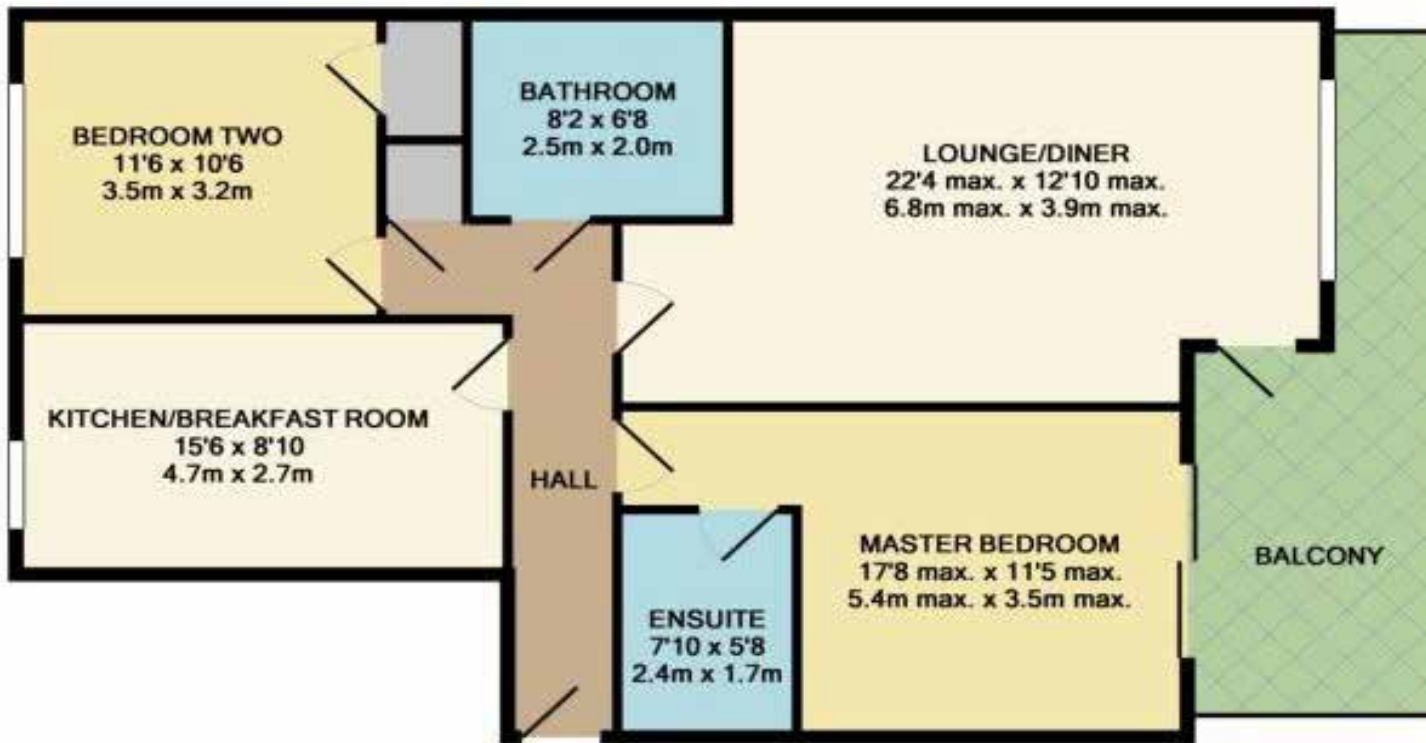 BEDROOM TWO
11'6 x 10'6
3.5m x 3.2m
BATHROOM
8'2 x 6'8
2.5m x 2.0m
LOUNGE/DINER
22'4 max. x 12'10 max.
6.8m max. x 3.9m max.
KITCHEN/BREAKFAST ROOM
15'6 x 8'10
4.7m x 2.7m
HALL
MASTER BEDROOM
17'8 max. x 11'5 max.
5.4m max. x 3.5m max.
BALCONY
ENSUITE
7'10 x 5'8
2.4m x 1.7m